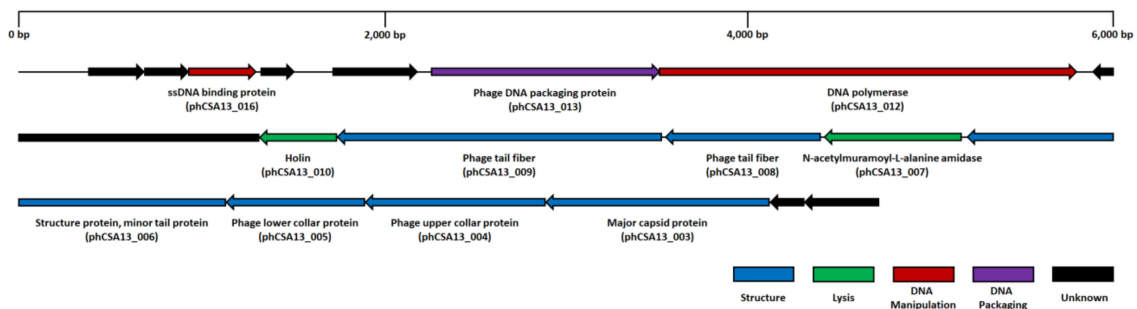 0 bp
2,000 bp
4,000 bp
6,000 bp
ssDNA binding protein
(phCSA13_016)
Phage DNA packaging protein
(phCSA13_013)
DNA polymerase
(phCSA13_012)
Holin
(phCSA13_010)
Phage tail fiber
(phCSA13_009)
Phage tail fiber
(phCSA13_008)
N-acetylmuramoyl-L-alanine amidase
(phCSA13_007)
Structure protein, minor tail protein
(phCSA13_006)
Phage lower collar protein
(phCSA13_005)
Phage upper collar protein
(phCSA13_004)
Major capsid protein
(phCSA13_003)
Structure
Lysis
DNA
Manipulation
DNA
Packaging
Unknown